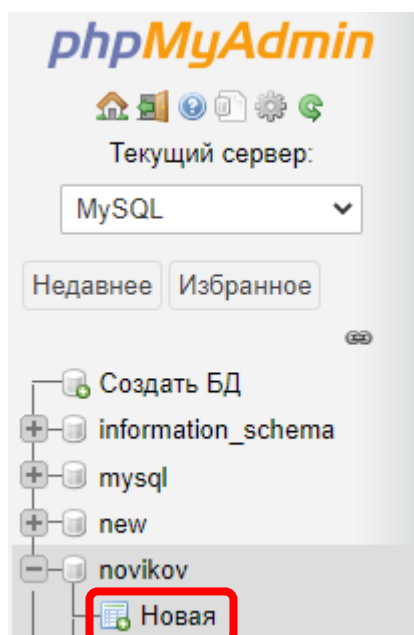 phpMyAdmin
Текущий сервер:
MySQL
Недавнее Избранное
Создать БД
information_schema
mysql
new
novikov
Новая